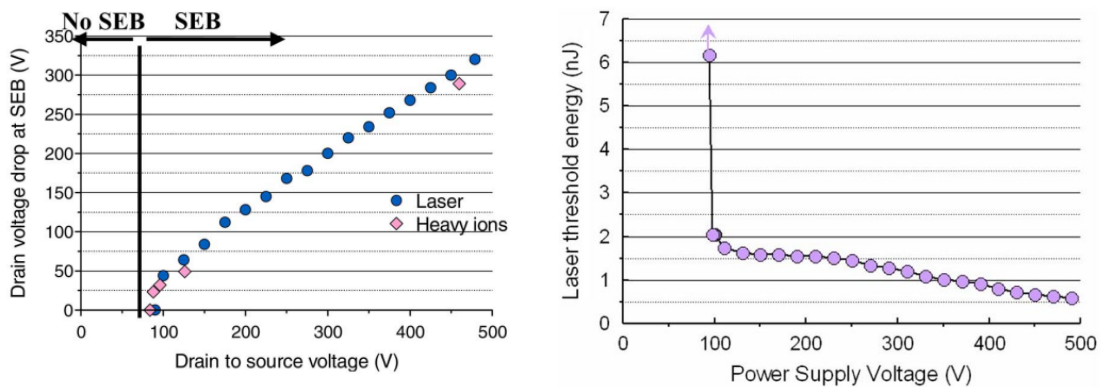 No SEB SEB
350
300
250
200
150
100
50
0
Drain voltage drop at SEB (V)
Laser
Heavy ions
0 100 200 300 400 500
Drain to source voltage (V)
7
6
5
4
3
2
1
0
Laser threshold energy (nJ)
0 100 200 300 400 500
Power Supply Voltage (V)